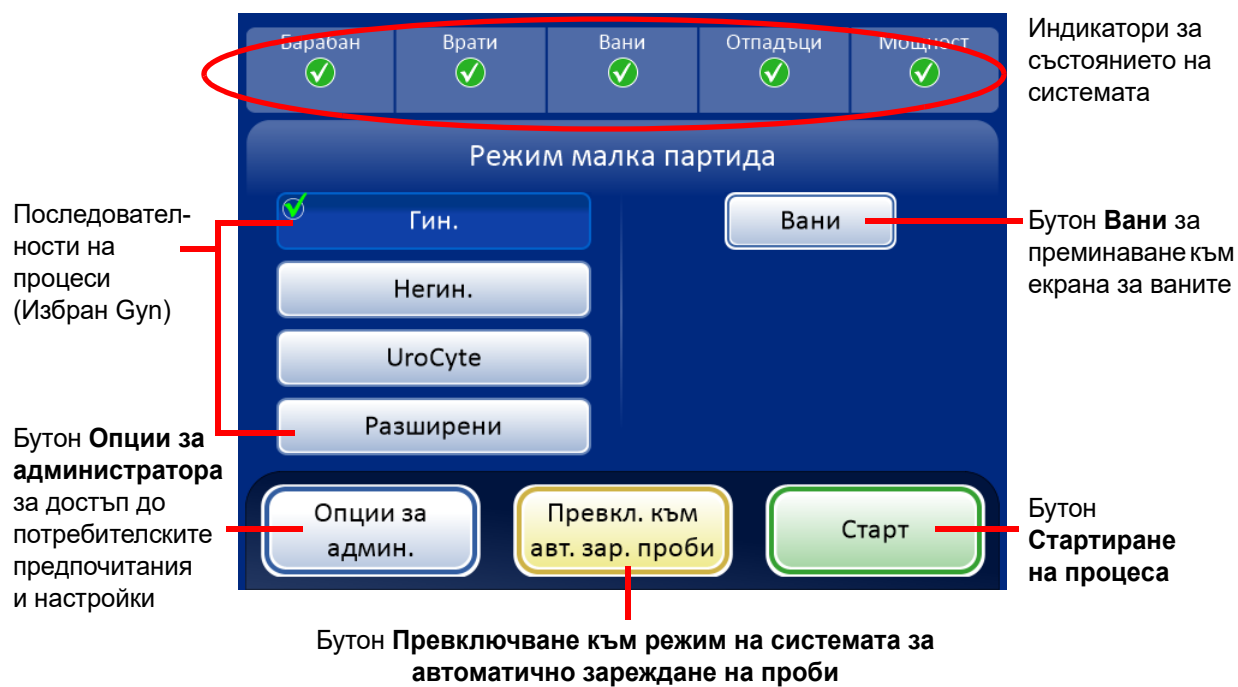 Барабан
Врати
Вани
Отпадъци
Мощност
Индикатори за
състоянието на
системата
Режим малка партида
Последовател-
ности на
процеси
(Избран Gyn)
Гин.
Негин.
UroCyte
Разширени
Вани
Бутон Вани за
преминаване към
екрана за ваните
Бутон Опции за
администратора
за достъп до
потребителските
предпочитания
и настройки
Опции за
админ.
Превкл. към
авт. зар. проби
Старт
Бутон
Стартиране
на процеса
Бутон Превключване към режим на системата за
автоматично зареждане на проби